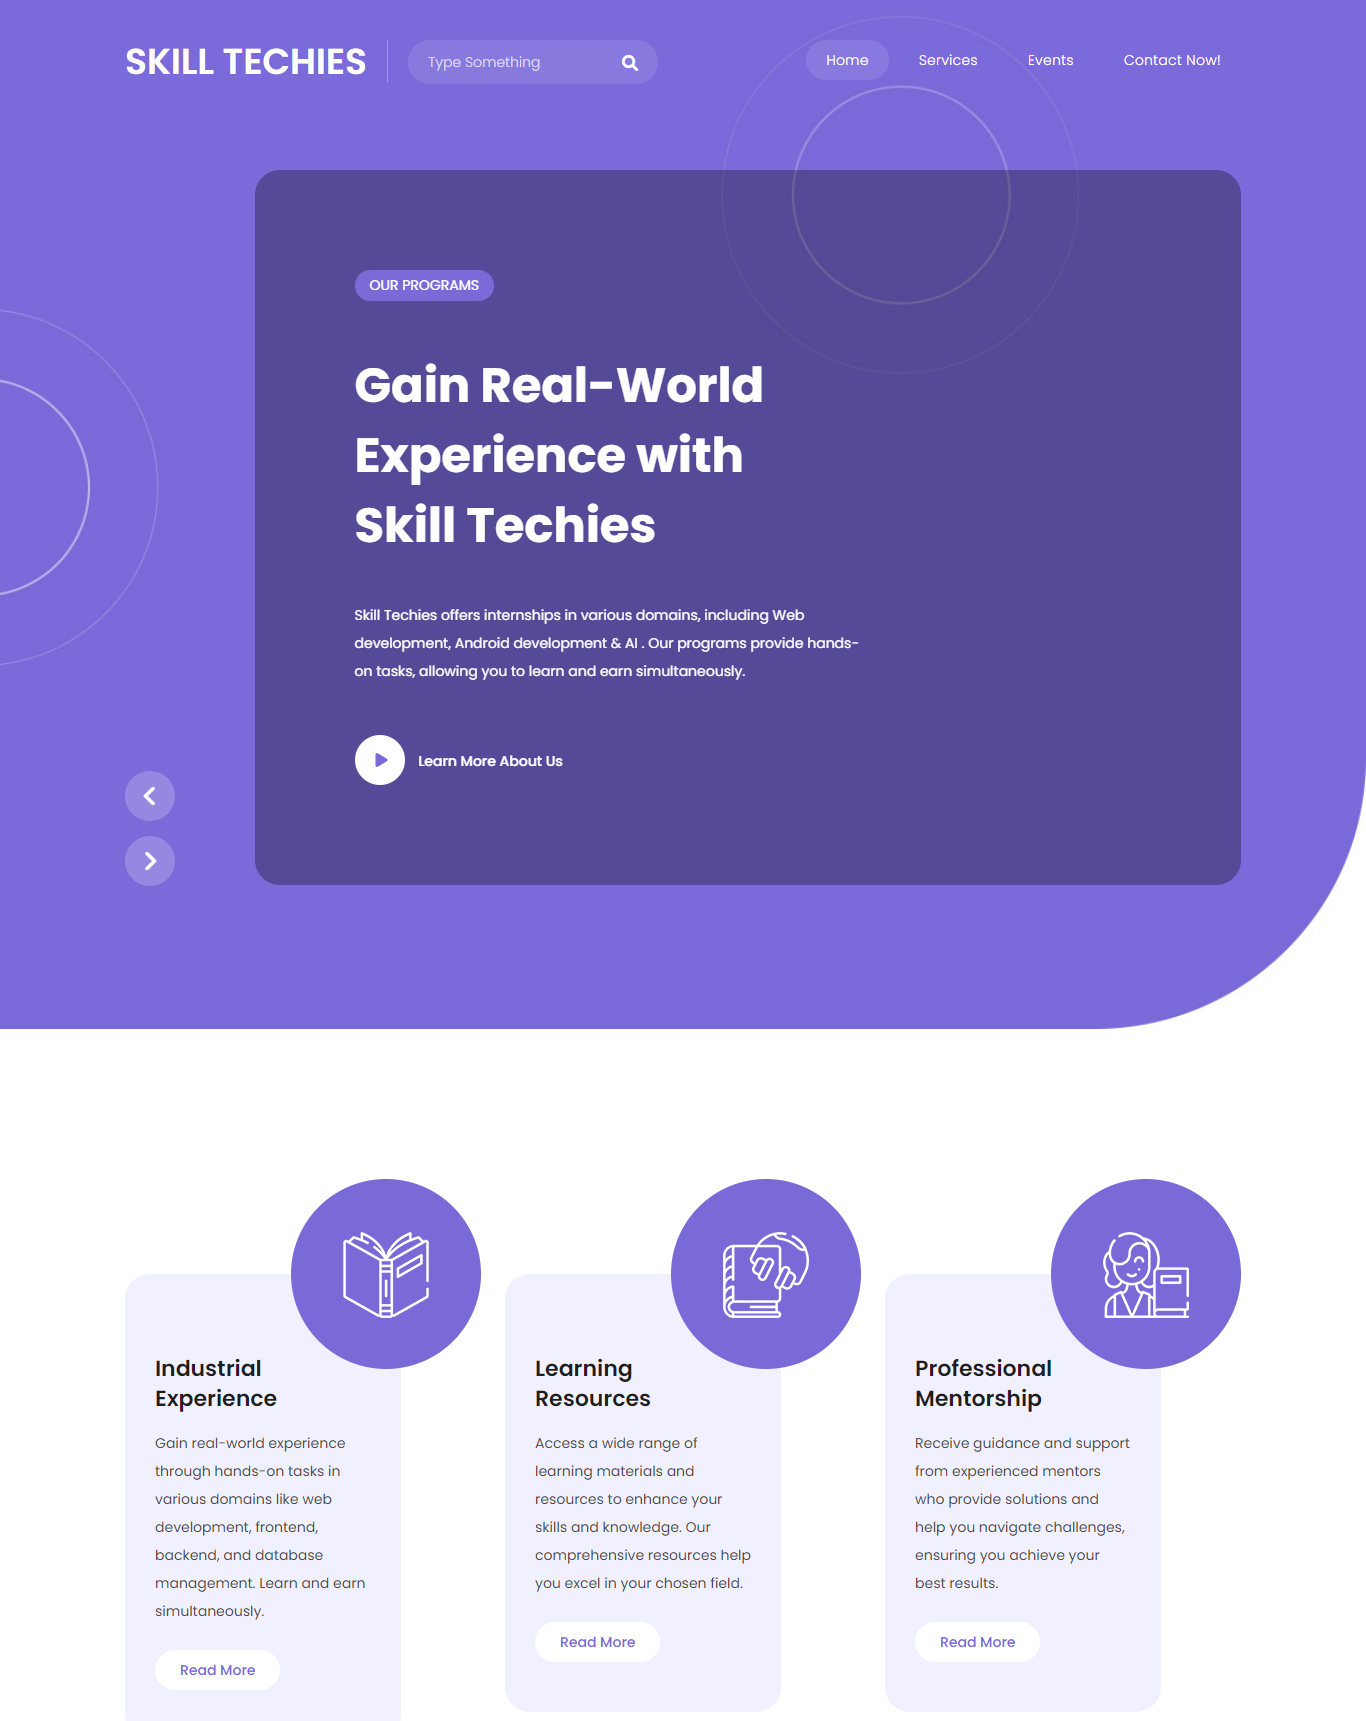 SKILL TECHIES
Type Something
Home
Services
Events
Contact Now!
OUR PROGRAMS
Gain Real-World
Experience with
Skill Techies
Skill Techies offers internships in various domains, including Web
development, Android development & AI . Our programs provide hands-
on tasks, allowing you to learn and earn simultaneously.
Learn More About Us
Industrial
Experience
Gain real-world experience
through hands-on tasks in
various domains like web
development, frontend,
backend, and database
management. Learn and earn
simultaneously.
Read More
Learning
Resources
Access a wide range of
learning materials and
resources to enhance your
skills and knowledge. Our
comprehensive resources help
you excel in your chosen field.
Read More
Professional
Mentorship
Receive guidance and support
from experienced mentors
who provide solutions and
help you navigate challenges,
ensuring you achieve your
best results.
Read More